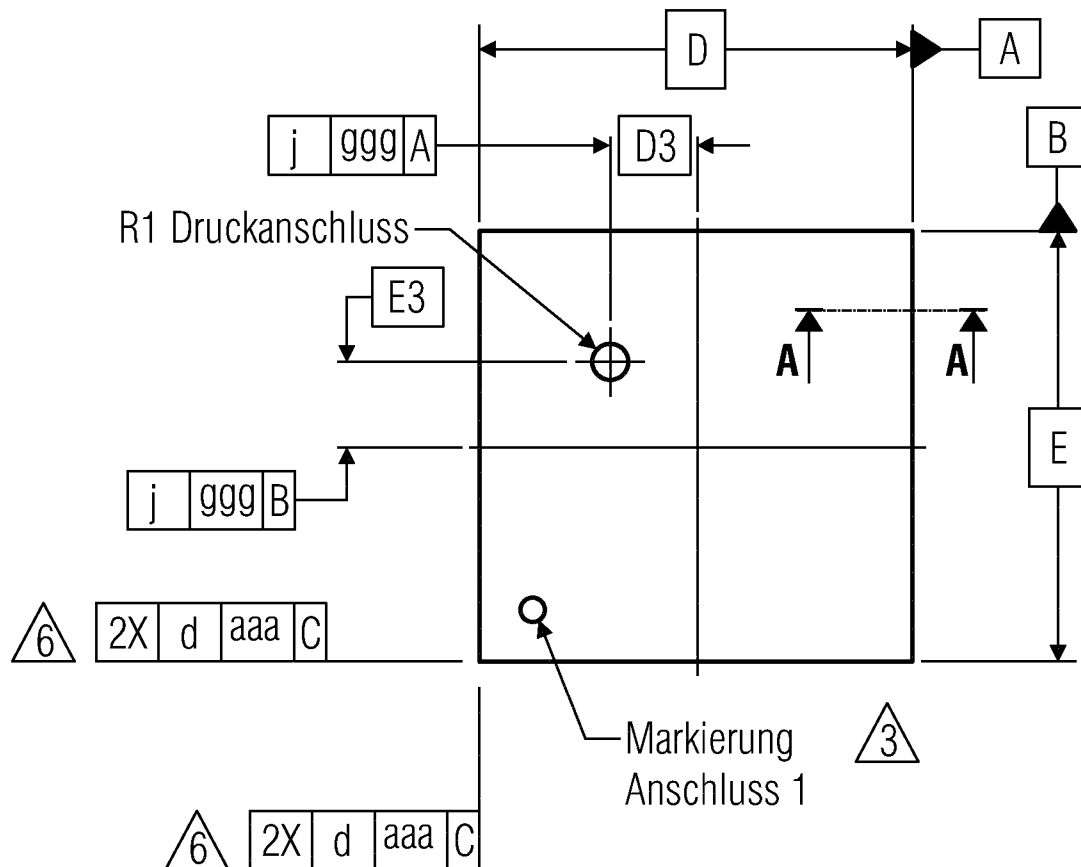 D
A
j ggg A
D3
B
R1 Druckanschluss
E3
A A
E
j ggg B
6 2X d aaa C
Markierung
Anschluss 1
3
6 2X d aaa C